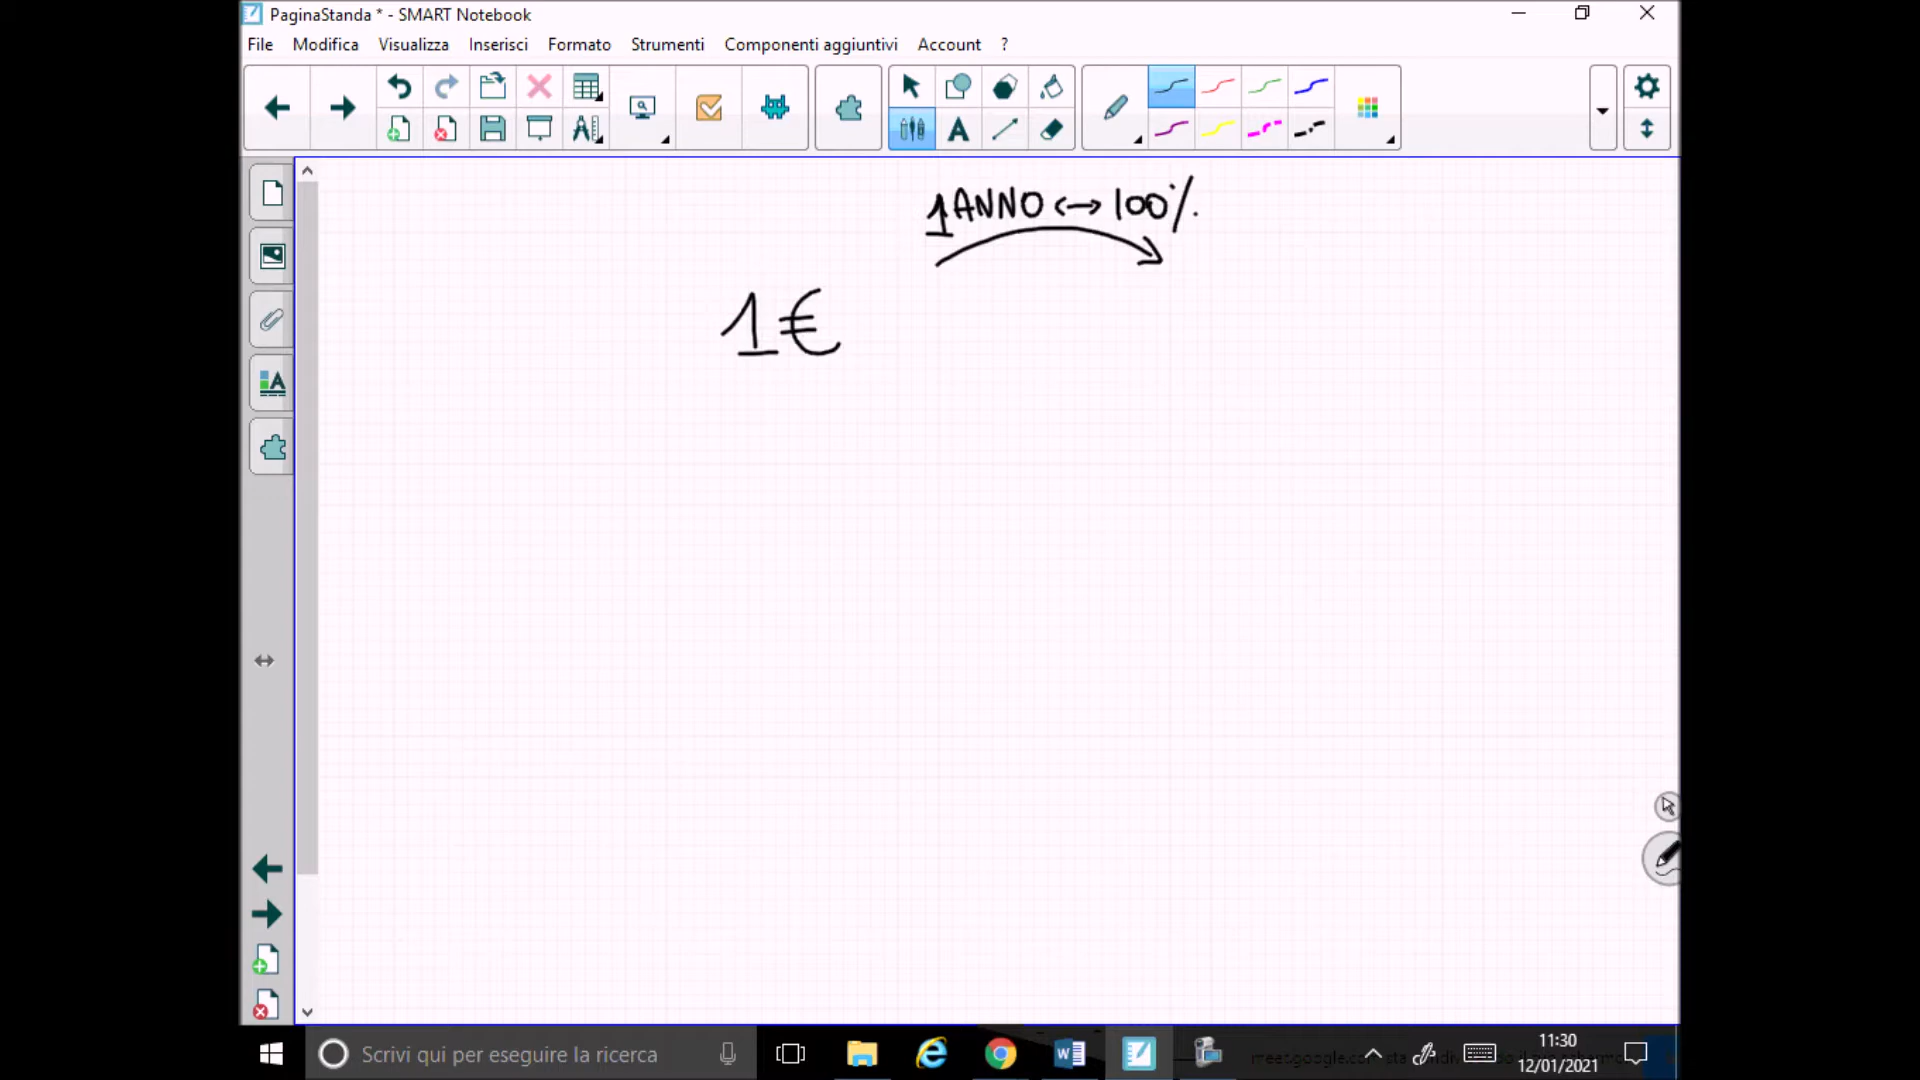 PaginaStanda * - SMART Notebook
File Modifica Visualizza Inserisci Formato Strumenti Componenti aggiuntivi Account ?
1 ANNO ↔ 100%
1€
Scrivi qui per eseguire la ricerca
11:30
12/01/2021